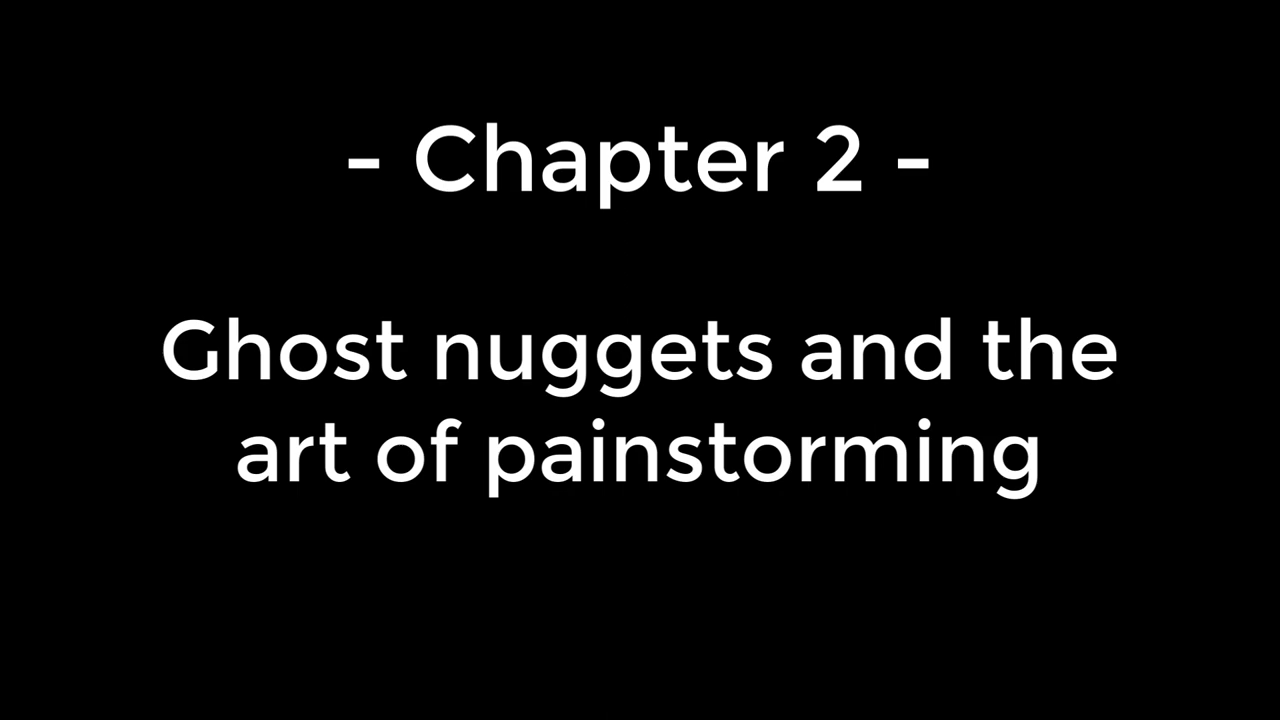 - Chapter 2 -
Ghost nuggets and the
art of painstorming